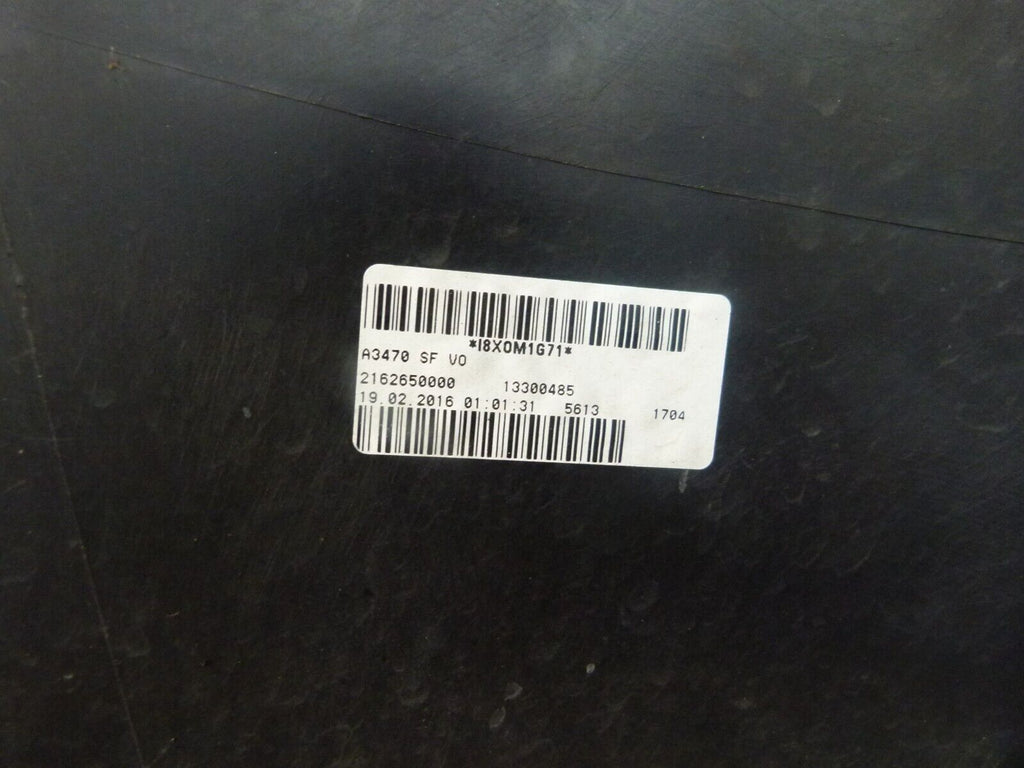 *I8X0M1G71*
A3470 SF VO
2162650000 13300485
19.02.2016 01:01:31 5613 1704